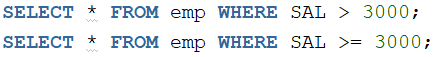 SELECT * FROM emp WHERE SAL > 3000;
SELECT * FROM emp WHERE SAL >= 3000;